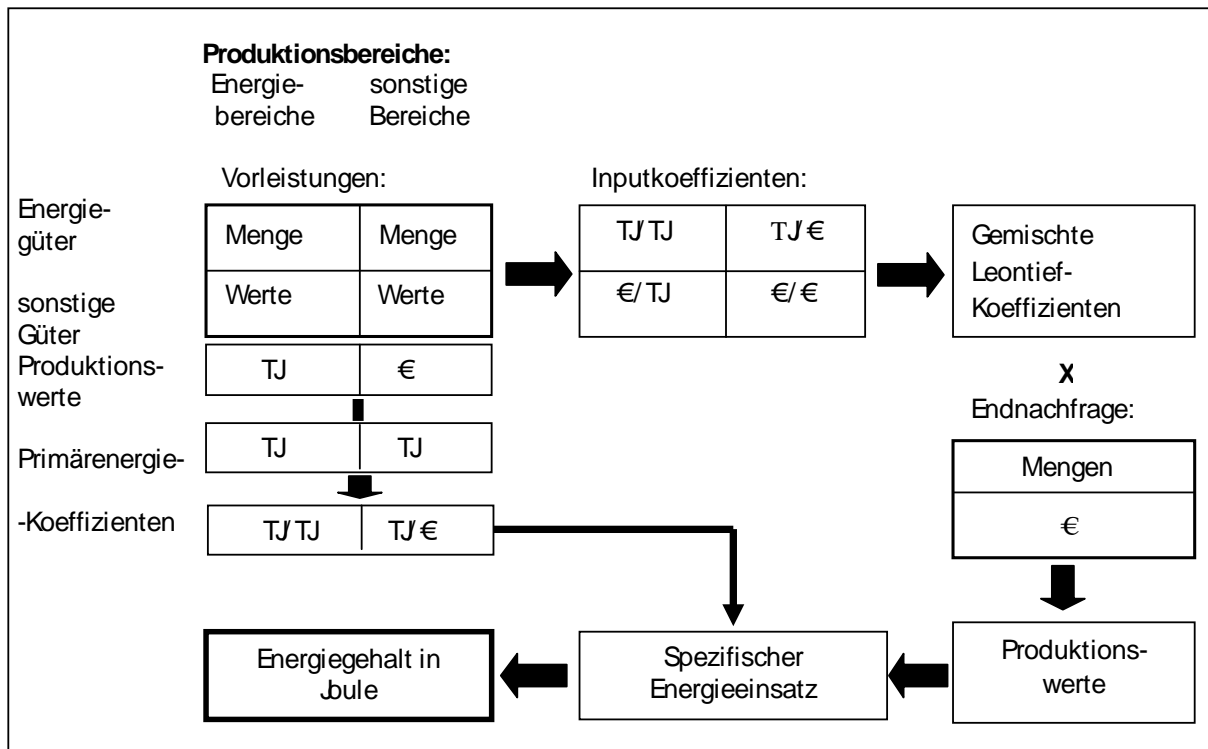 Produktionsbereiche:
Energie- sonstige
bereiche Bereiche
Vorleistungen: Inputkoeffizienten:
Energie-
güter
sonstige
Güter
Menge Menge
Werte Werte
TJ/TJ TJ/€
€/TJ €/€
Gemischte
Leontief-
Koeffizienten
Produktions-
werte
TJ €
X
Endnachfrage:
Mengen
€
Primärenergie-
TJ TJ
-Koeffizienten
TJ/TJ TJ/€
Energiegehalt in
Joule
Spezifischer
Energieeinsatz
Produktions-
werte